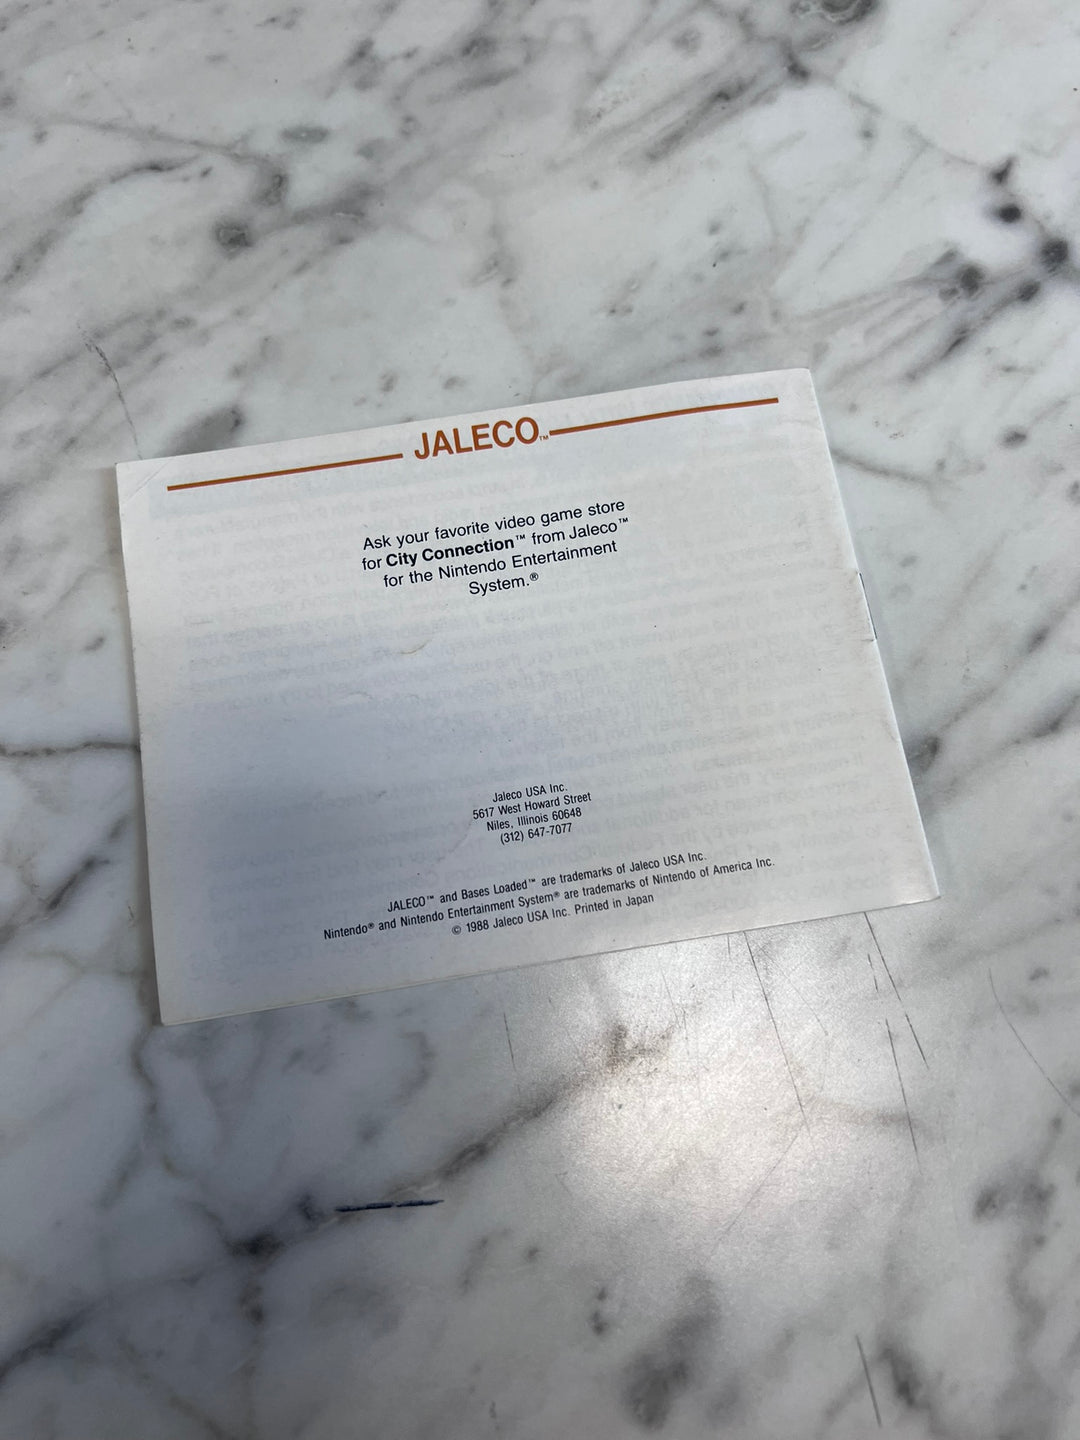 JALECO™
Ask your favorite video game store
for City Connection™ from Jaleco™
for the Nintendo Entertainment
System.®
Jaleco USA Inc.
5617 West Howard Street
Niles, Illinois 60648
(312) 647-7077
JALECO™ and Bases Loaded™ are trademarks of Jaleco USA Inc.
Nintendo® and Nintendo Entertainment System® are trademarks of Nintendo of America Inc.
© 1988 Jaleco USA Inc. Printed in Japan